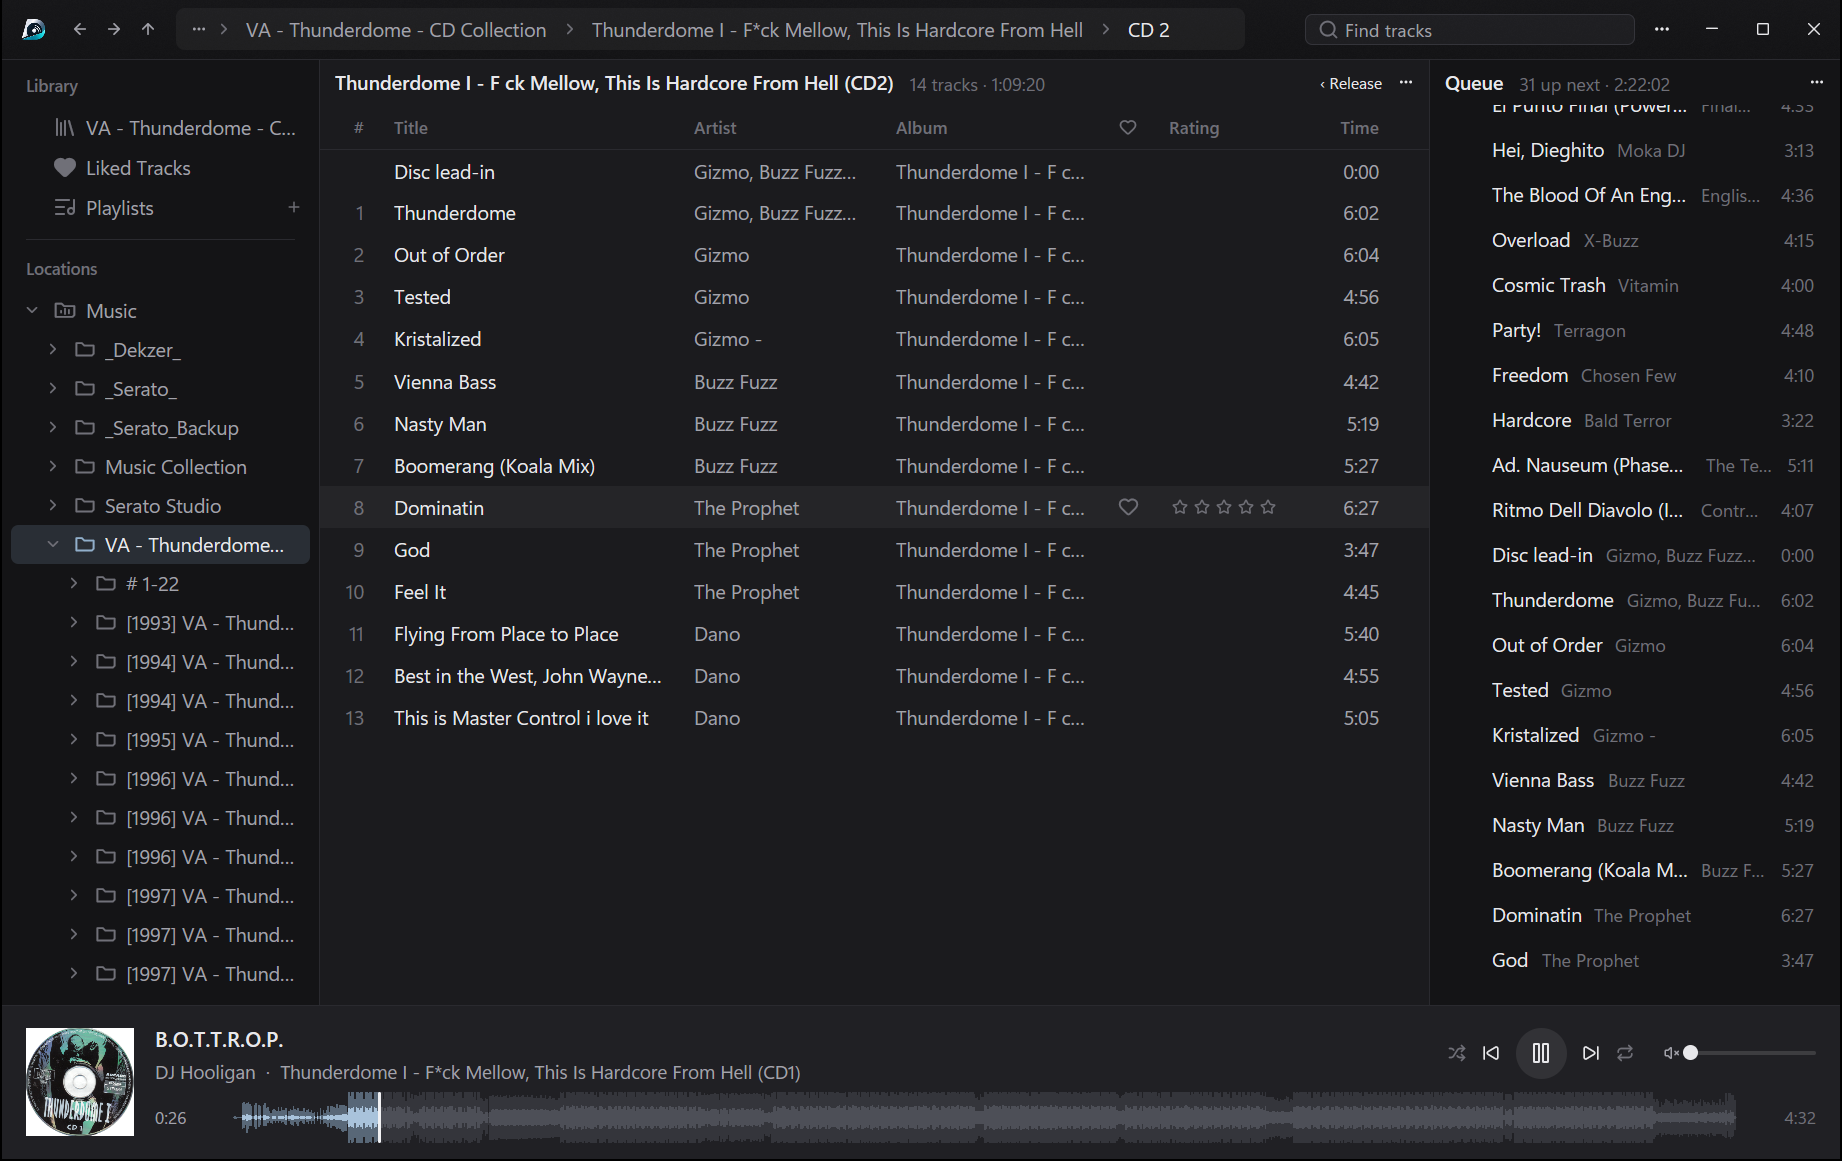 VA - Thunderdome - CD Collection
Thunderdome I - F*ck Mellow, This Is Hardcore From Hell
CD 2
Find tracks
Library
VA - Thunderdome - C...
Liked Tracks
Playlists
Locations
Music
_Dekzer_
_Serato_
_Serato_Backup
Music Collection
Serato Studio
VA - Thunderdome...
# 1-22
[1993] VA - Thund...
[1994] VA - Thund...
[1994] VA - Thund...
[1995] VA - Thund...
[1996] VA - Thund...
[1996] VA - Thund...
[1996] VA - Thund...
[1997] VA - Thund...
[1997] VA - Thund...
[1997] VA - Thund...
Thunderdome I - F ck Mellow, This Is Hardcore From Hell (CD2) 14 tracks · 1:09:20
‹ Release
# Title Artist Album Rating Time
Disc lead-in Gizmo, Buzz Fuzz... Thunderdome I - F c... 0:00
1 Thunderdome Gizmo, Buzz Fuzz... Thunderdome I - F c... 6:02
2 Out of Order Gizmo Thunderdome I - F c... 6:04
3 Tested Gizmo Thunderdome I - F c... 4:56
4 Kristalized Gizmo - Thunderdome I - F c... 6:05
5 Vienna Bass Buzz Fuzz Thunderdome I - F c... 4:42
6 Nasty Man Buzz Fuzz Thunderdome I - F c... 5:19
7 Boomerang (Koala Mix) Buzz Fuzz Thunderdome I - F c... 5:27
8 Dominatin The Prophet Thunderdome I - F c... 6:27
9 God The Prophet Thunderdome I - F c... 3:47
10 Feel It The Prophet Thunderdome I - F c... 4:45
11 Flying From Place to Place Dano Thunderdome I - F c... 5:40
12 Best in the West, John Wayne... Dano Thunderdome I - F c... 4:55
13 This is Master Control i love it Dano Thunderdome I - F c... 5:05
Queue 31 up next · 2:22:02
El Punto Final (Power... Final... 4:33
Hei, Dieghito Moka DJ 3:13
The Blood Of An Eng... Englis... 4:36
Overload X-Buzz 4:15
Cosmic Trash Vitamin 4:00
Party! Terragon 4:48
Freedom Chosen Few 4:10
Hardcore Bald Terror 3:22
Ad. Nauseum (Phase... The Te... 5:11
Ritmo Dell Diavolo (I... Contr... 4:07
Disc lead-in Gizmo, Buzz Fuzz... 0:00
Thunderdome Gizmo, Buzz Fu... 6:02
Out of Order Gizmo 6:04
Tested Gizmo 4:56
Kristalized Gizmo - 6:05
Vienna Bass Buzz Fuzz 4:42
Nasty Man Buzz Fuzz 5:19
Boomerang (Koala M... Buzz F... 5:27
Dominatin The Prophet 6:27
God The Prophet 3:47
THUNDERDOME I
CD 1
B.O.T.T.R.O.P.
DJ Hooligan · Thunderdome I - F*ck Mellow, This Is Hardcore From Hell (CD1)
0:26
4:32